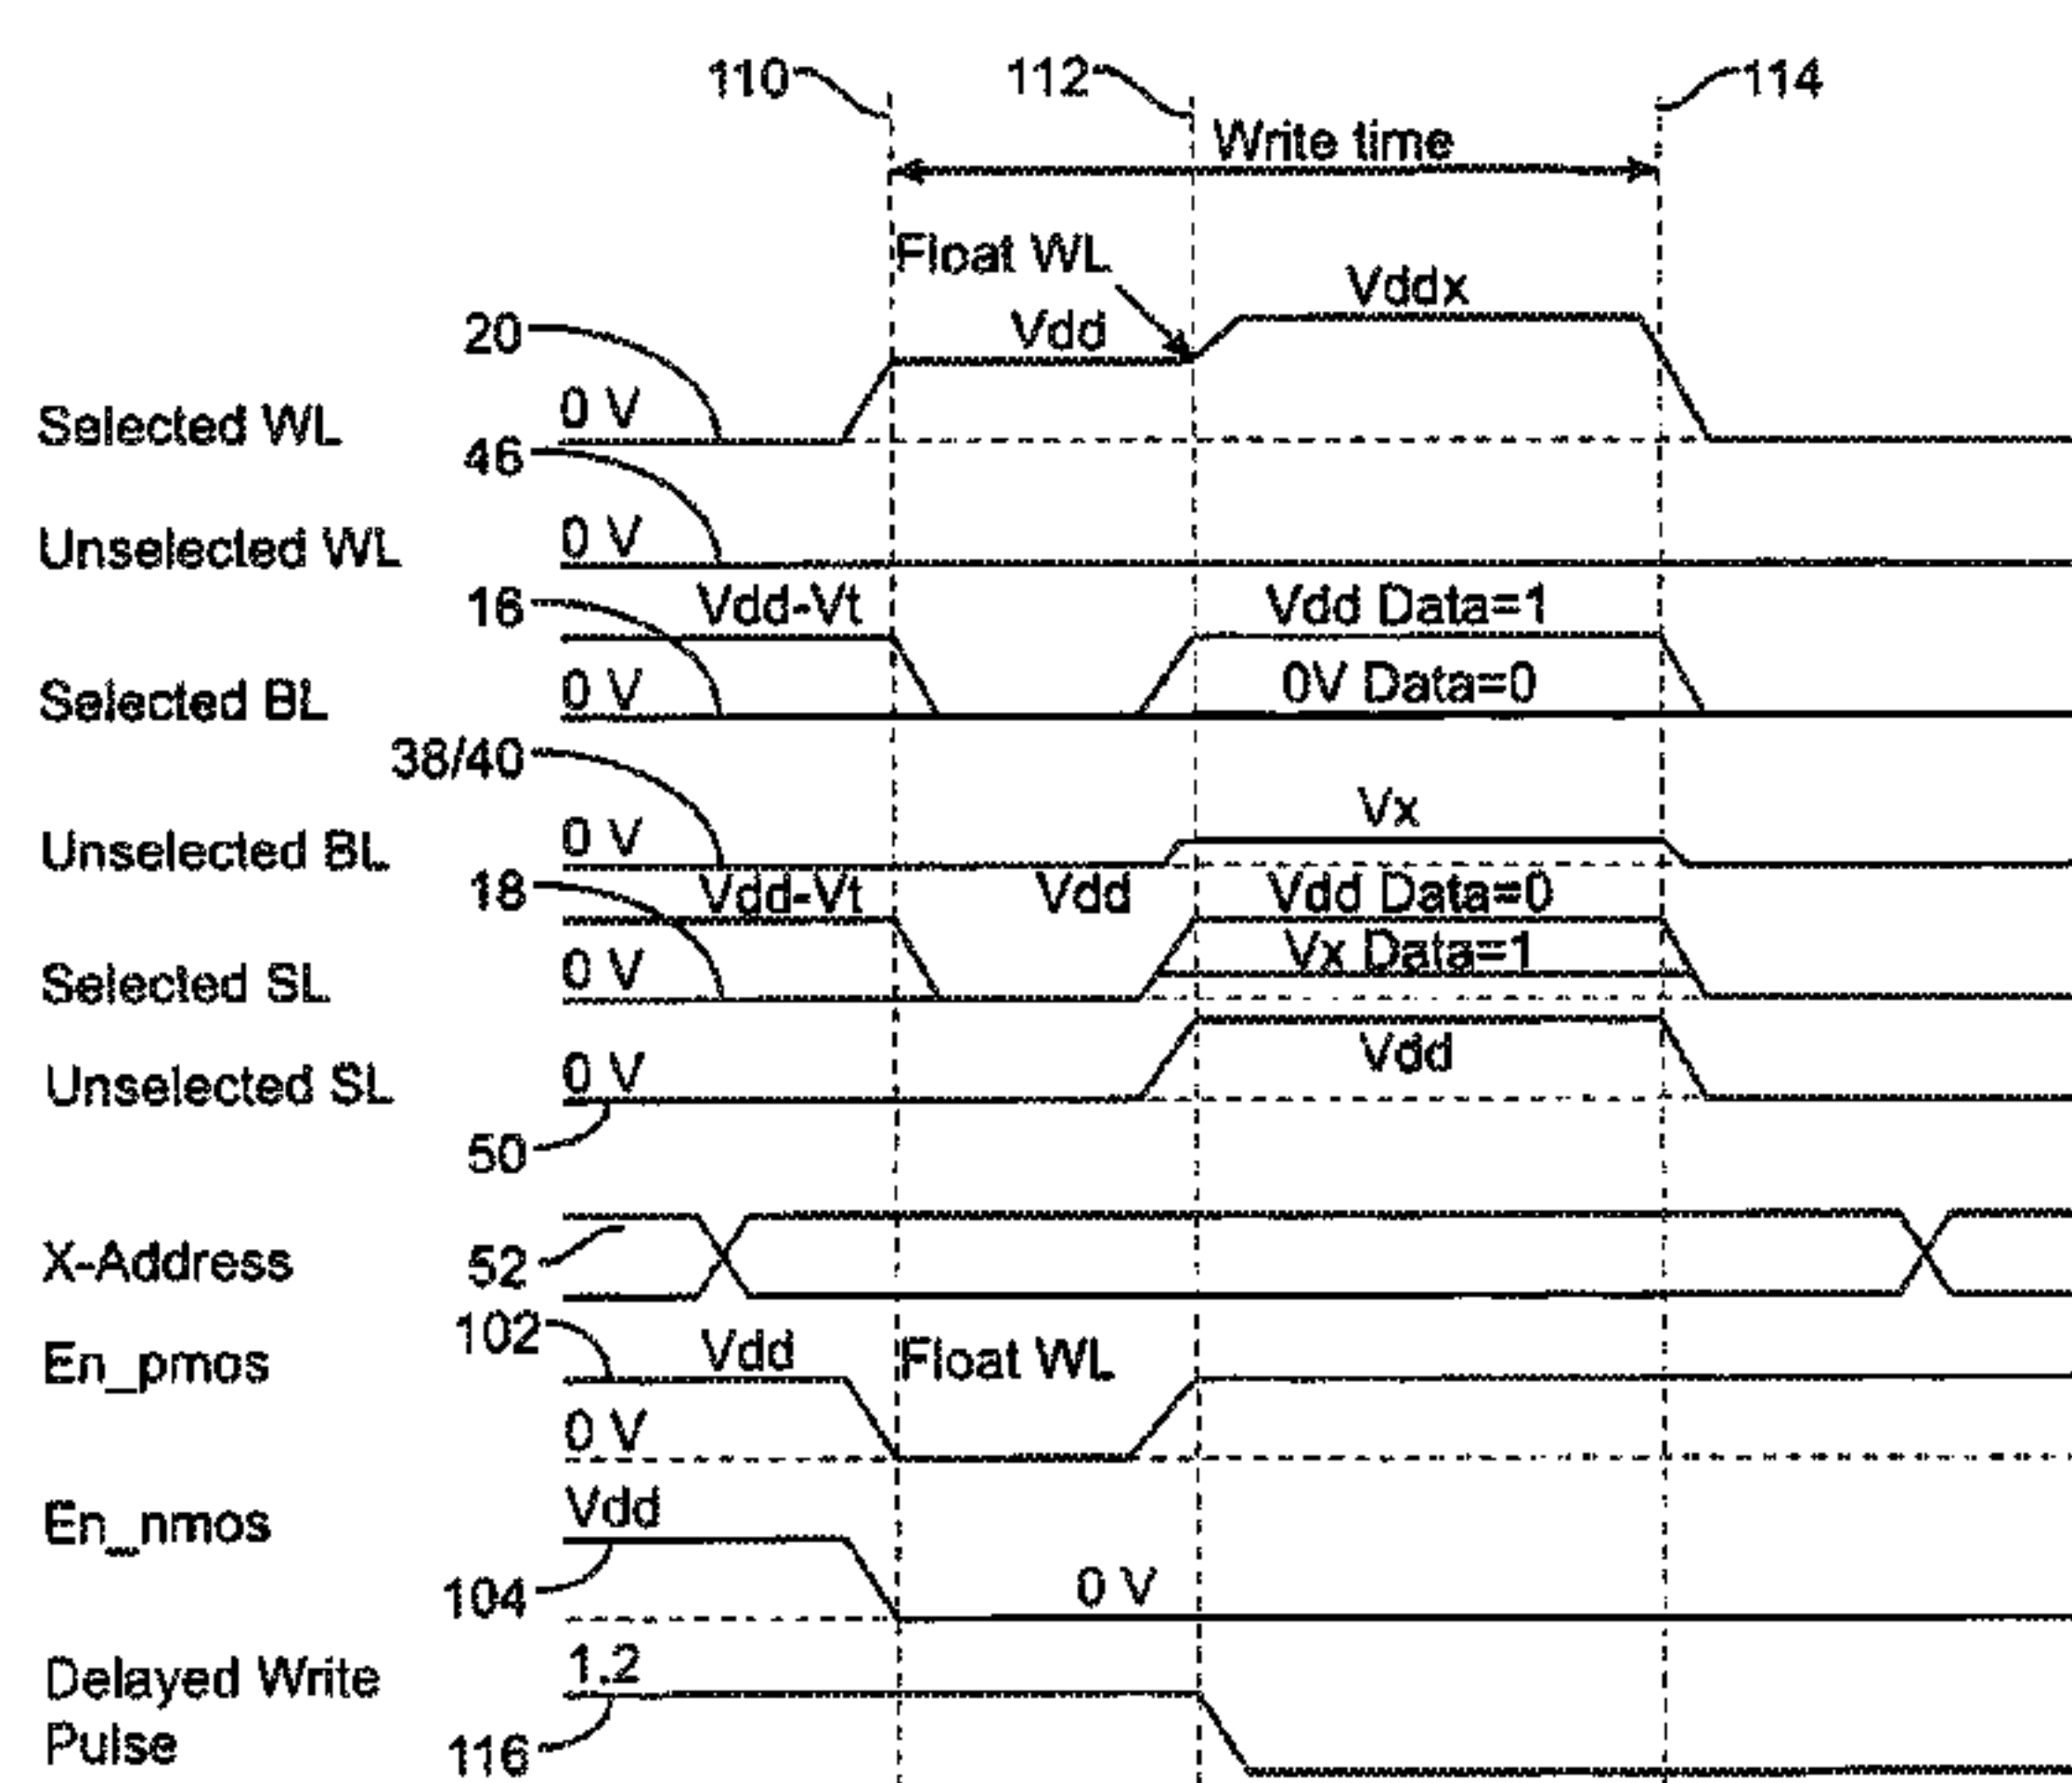 110
112
114
Write time
Float WL
Vddx
Vdd
20
0 V
Selected WL
46
0 V
Unselected WL
16
Vdd-Vt
Vdd Data=1
0 V
0V Data=0
Selected BL
38/40
Vx
0 V
Unselected BL
18
Vdd-Vt
Vdd
Vdd Data=0
Vx Data=1
0 V
Selected SL
Vdd
0 V
Unselected SL
50
X-Address
52
102
Vdd
Float WL
En_pmos
0 V
Vdd
En_nmos
104
0 V
1.2
Delayed Write
Pulse
116